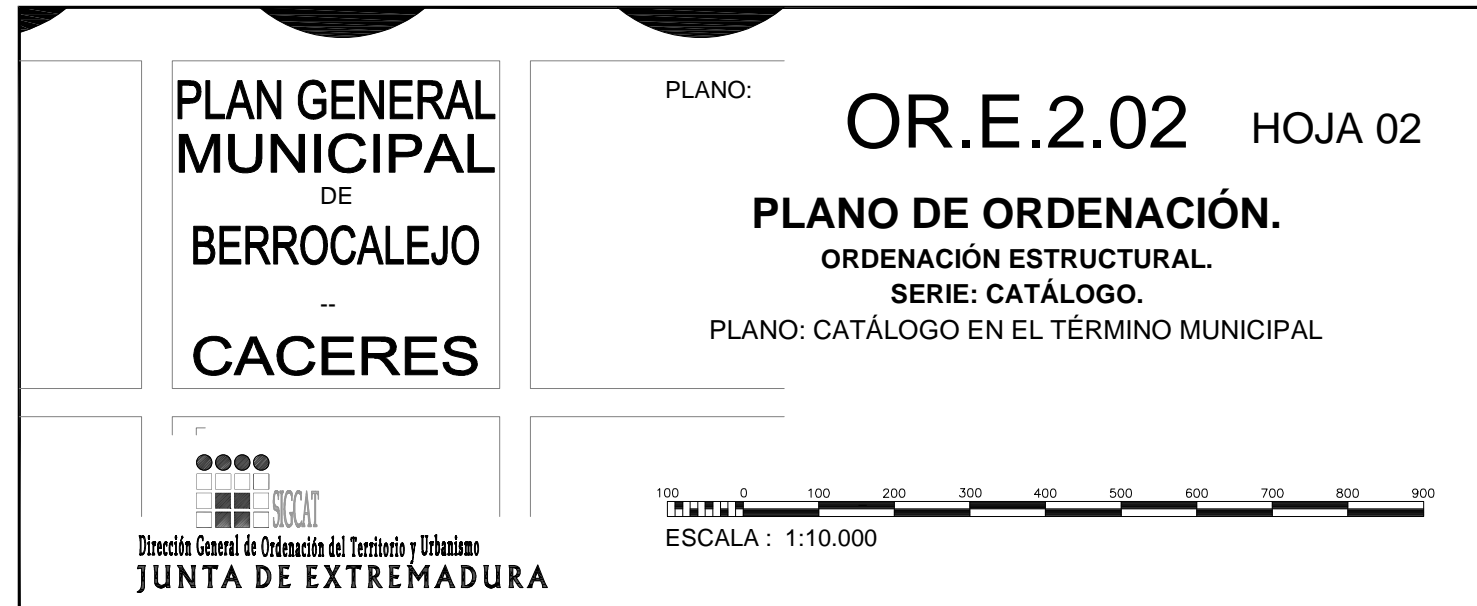 PLAN GENERAL
MUNICIPAL
DE
BERROCALEJO
--
CACERES
PLANO:
OR.E.2.02 HOJA 02
PLANO DE ORDENACIÓN.
ORDENACIÓN ESTRUCTURAL.
SERIE: CATÁLOGO.
PLANO: CATÁLOGO EN EL TÉRMINO MUNICIPAL
SIGCAT
Dirección General de Ordenación del Territorio y Urbanismo
JUNTA DE EXTREMADURA
100 0 100 200 300 400 500 600 700 800 900
ESCALA : 1:10.000